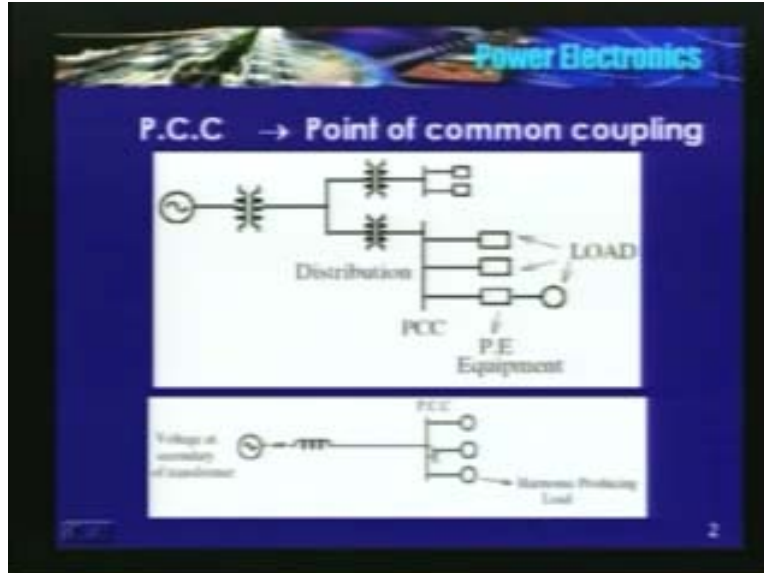 Power Electronics
P.C.C → Point of common coupling
LOAD
Distribution
PCC
P.E
Equipment
P.C.C
Voltage at
secondary
of transformer
Harmonic Producing
Load
2